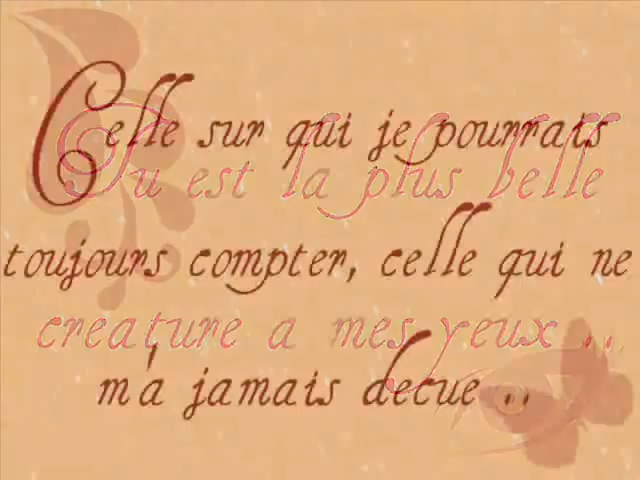 Celle sur qui je pourrais
Tu est la plus belle
toujours compter, celle qui ne
creature a mes yeux ..
m'a jamais decue ..